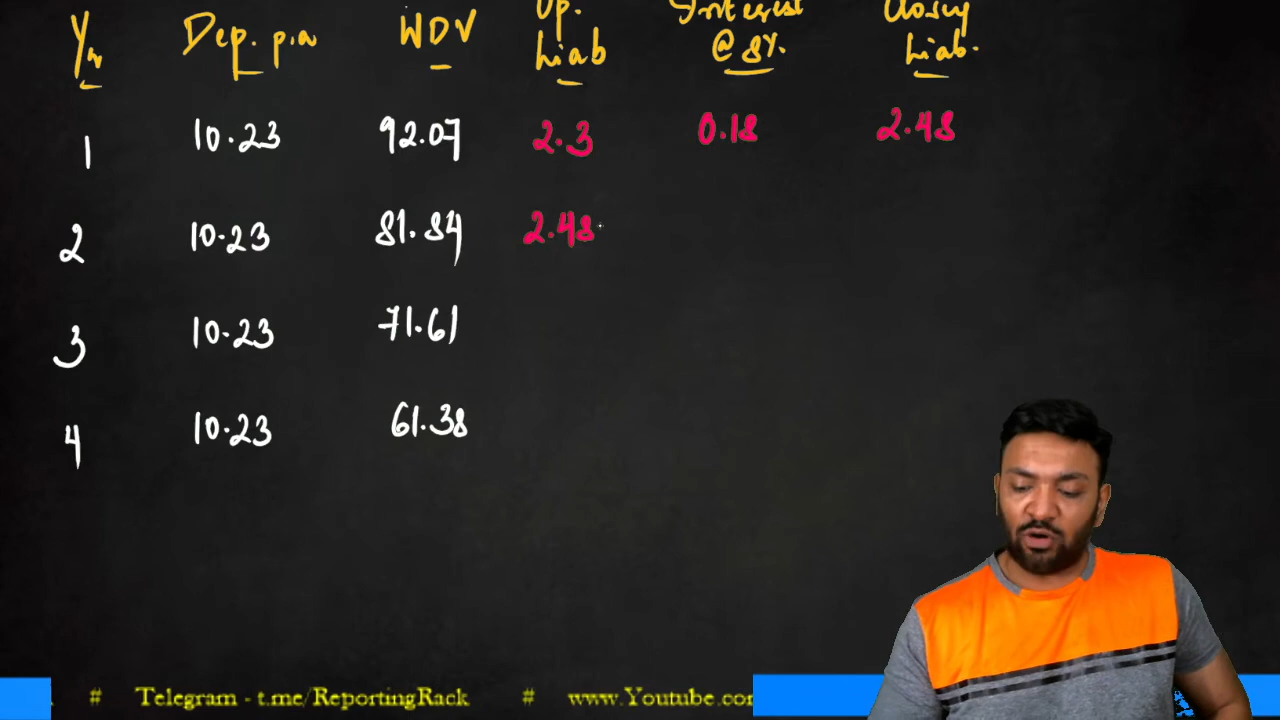 Yr Dep. p.a WDV Op. Liab Interest @ 8%. Closing Liab.
1 10.23 92.07 2.3 0.18 2.48
2 10.23 81.84 2.48
3 10.23 71.61
4 10.23 61.38
# Telegram - t.me/ReportingRack # www.Youtube.com